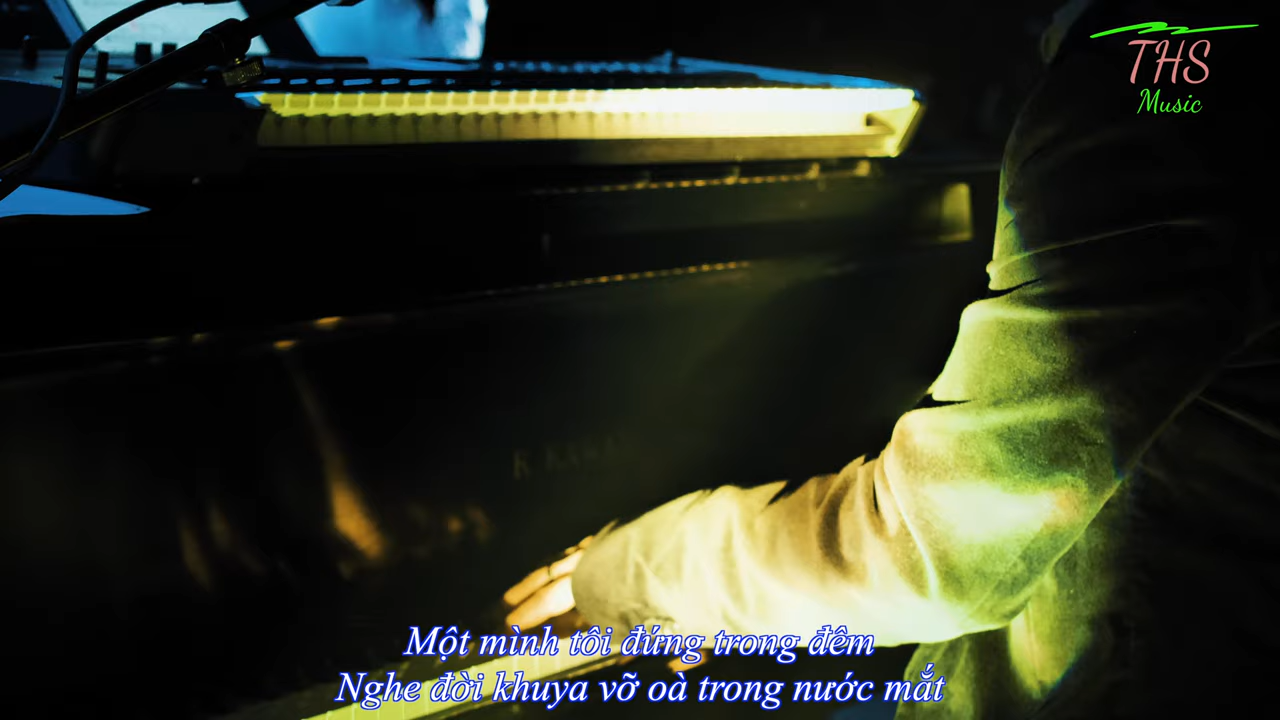 THS
Music
Một mình tôi đứng trong đêm
Nghe đời khuya vỡ oà trong nước mắt